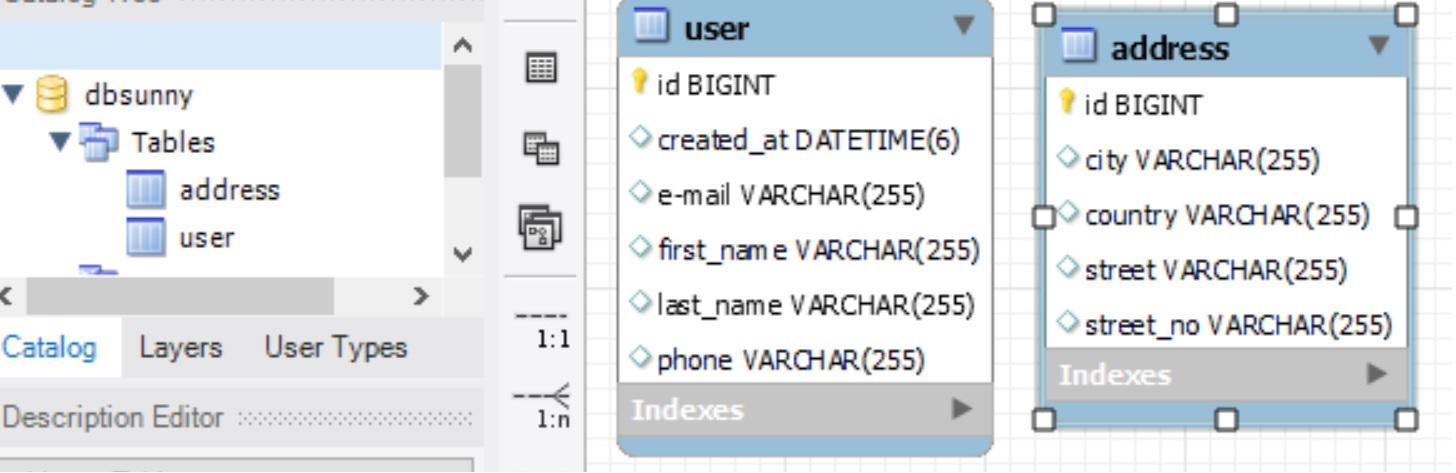 dbsunny
Tables
address
user
Catalog
Layers
User Types
Description Editor
1:1
1:n
user
id BIGINT
created_at DATETIME(6)
e-mail VARCHAR(255)
first_name VARCHAR(255)
last_name VARCHAR(255)
phone VARCHAR(255)
Indexes
address
id BIGINT
city VARCHAR(255)
country VARCHAR(255)
street VARCHAR(255)
street_no VARCHAR(255)
Indexes